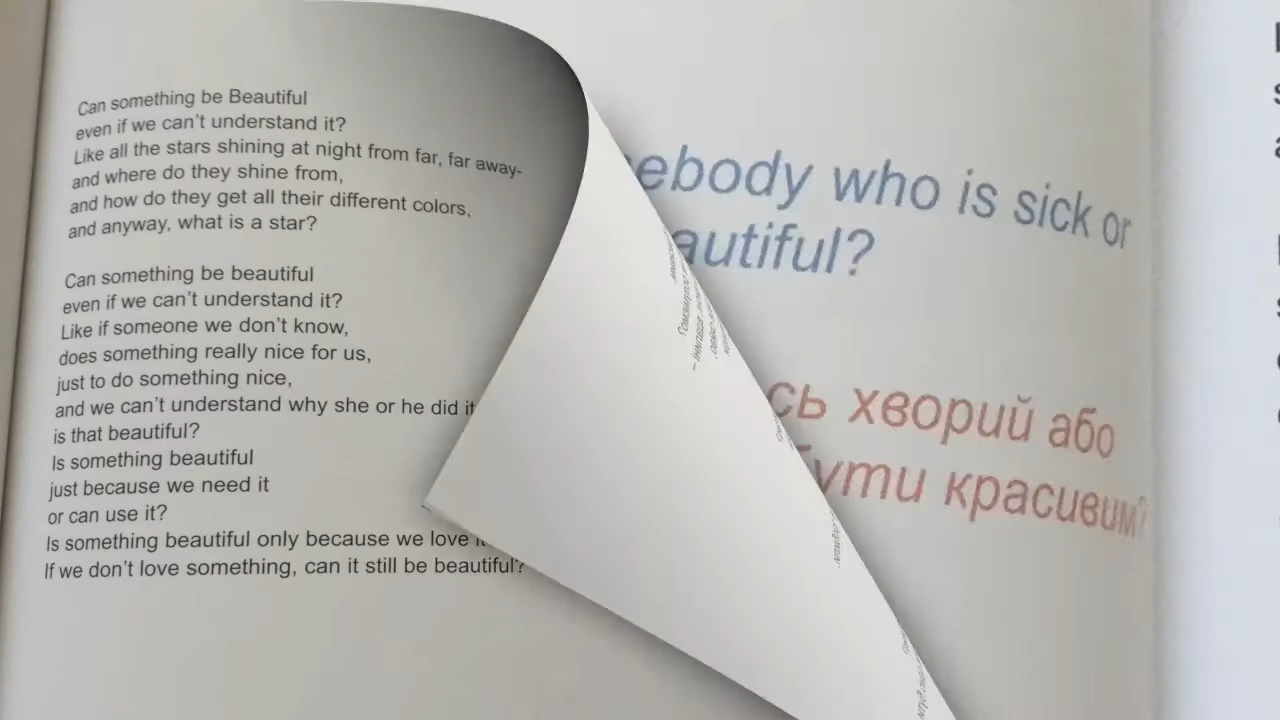 Can something be Beautiful
even if we can't understand it?
Like all the stars shining at night from far, far away-
and where do they shine from,
and how do they get all their different colors,
and anyway, what is a star?
Can something be beautiful
even if we can't understand it?
Like if someone we don't know,
does something really nice for us,
just to do something nice,
and we can't understand why she or he did it
is that beautiful?
Is something beautiful
just because we need it
or can use it?
Is something beautiful only because we love it
If we don't love something, can it still be beautiful?
ebody who is sick or
autiful?
сь хворий або
бути красивим?